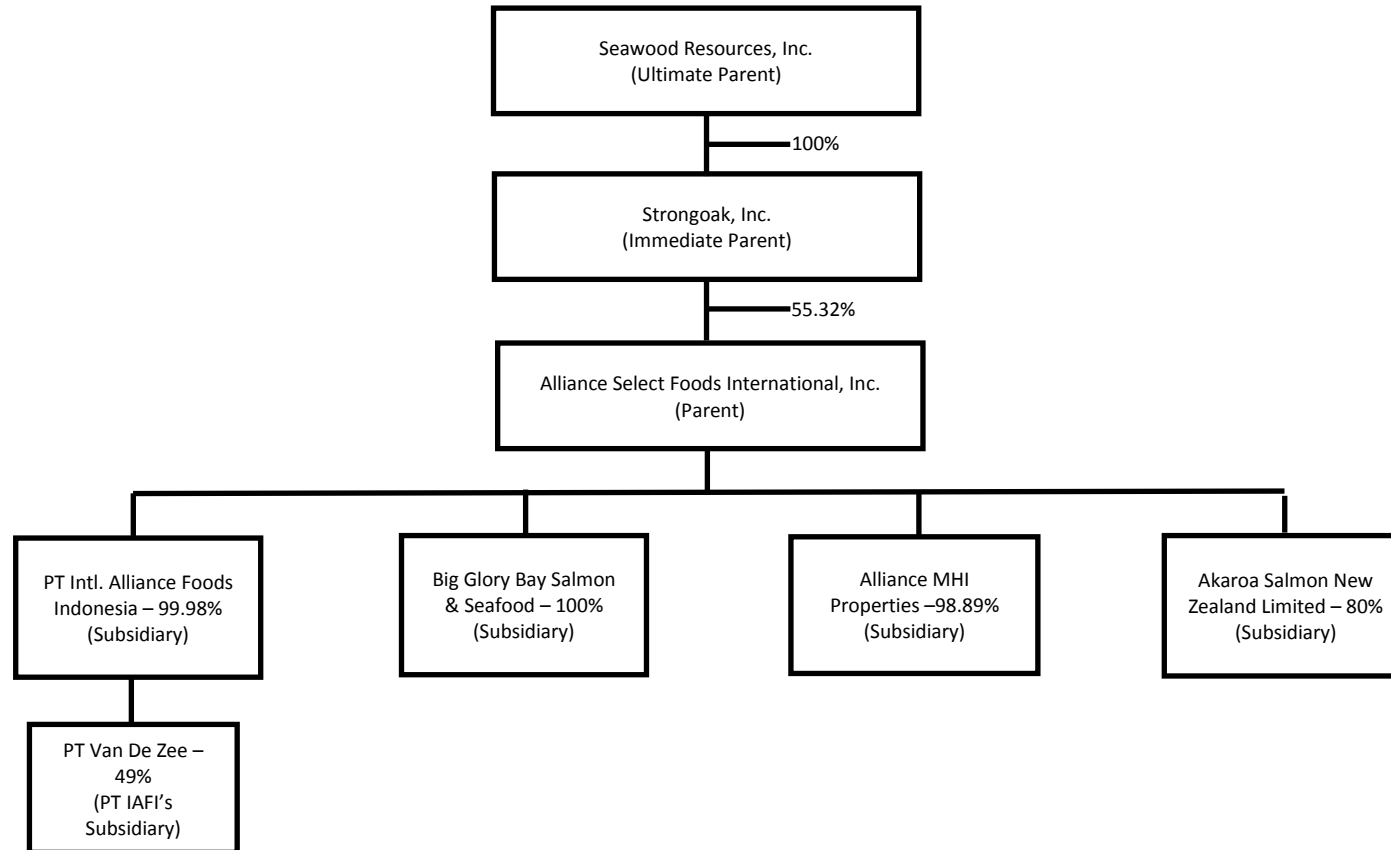 Seawood Resources, Inc.
(Ultimate Parent)
100%
Strongoak, Inc.
(Immediate Parent)
55.32%
Alliance Select Foods International, Inc.
(Parent)
PT Intl. Alliance Foods
Indonesia – 99.98%
(Subsidiary)
Big Glory Bay Salmon
& Seafood – 100%
(Subsidiary)
Alliance MHI
Properties –98.89%
(Subsidiary)
Akaroa Salmon New
Zealand Limited – 80%
(Subsidiary)
PT Van De Zee –
49%
(PT IAFI’s
Subsidiary)